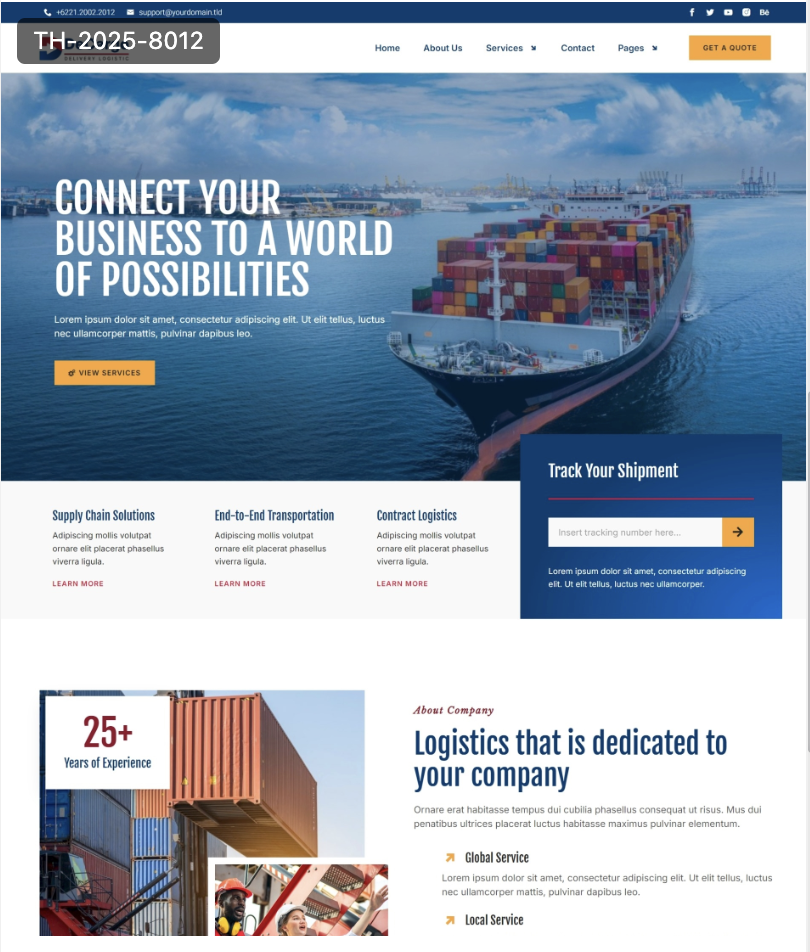 +6221.2002.2012 support@yourdomain.tld
Bē
TH-2025-8012
DELIVERY LOGISTIC
Home About Us Services Contact Pages GET A QUOTE
CONNECT YOUR
BUSINESS TO A WORLD
OF POSSIBILITIES
Lorem ipsum dolor sit amet, consectetur adipiscing elit. Ut elit tellus, luctus
nec ullamcorper mattis, pulvinar dapibus leo.
VIEW SERVICES
Supply Chain Solutions
Adipiscing mollis volutpat
ornare elit placerat phasellus
viverra ligula.
LEARN MORE
End-to-End Transportation
Adipiscing mollis volutpat
ornare elit placerat phasellus
viverra ligula.
LEARN MORE
Contract Logistics
Adipiscing mollis volutpat
ornare elit placerat phasellus
viverra ligula.
LEARN MORE
Track Your Shipment
Insert tracking number here...
Lorem ipsum dolor sit amet, consectetur adipiscing
elit. Ut elit tellus, luctus nec ullamcorper.
25+
Years of Experience
About Company
Logistics that is dedicated to
your company
Ornare erat habitasse tempus dui cubilia phasellus consequat ut risus. Mus dui
penatibus ultrices placerat luctus habitasse maximus pulvinar elementum.
Global Service
Lorem ipsum dolor sit amet, consectetur adipiscing elit. Ut elit tellus, luctus
nec ullamcorper mattis, pulvinar dapibus leo.
Local Service